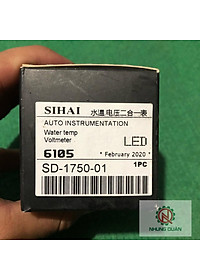 SIHAI 水温.电压二合一表
AUTO INSTRUMENTATION
Water temp
Voltmeter
LED
6105
* February 2020 *
SD-1750-01
1PC
N
NHUNG QUÂN